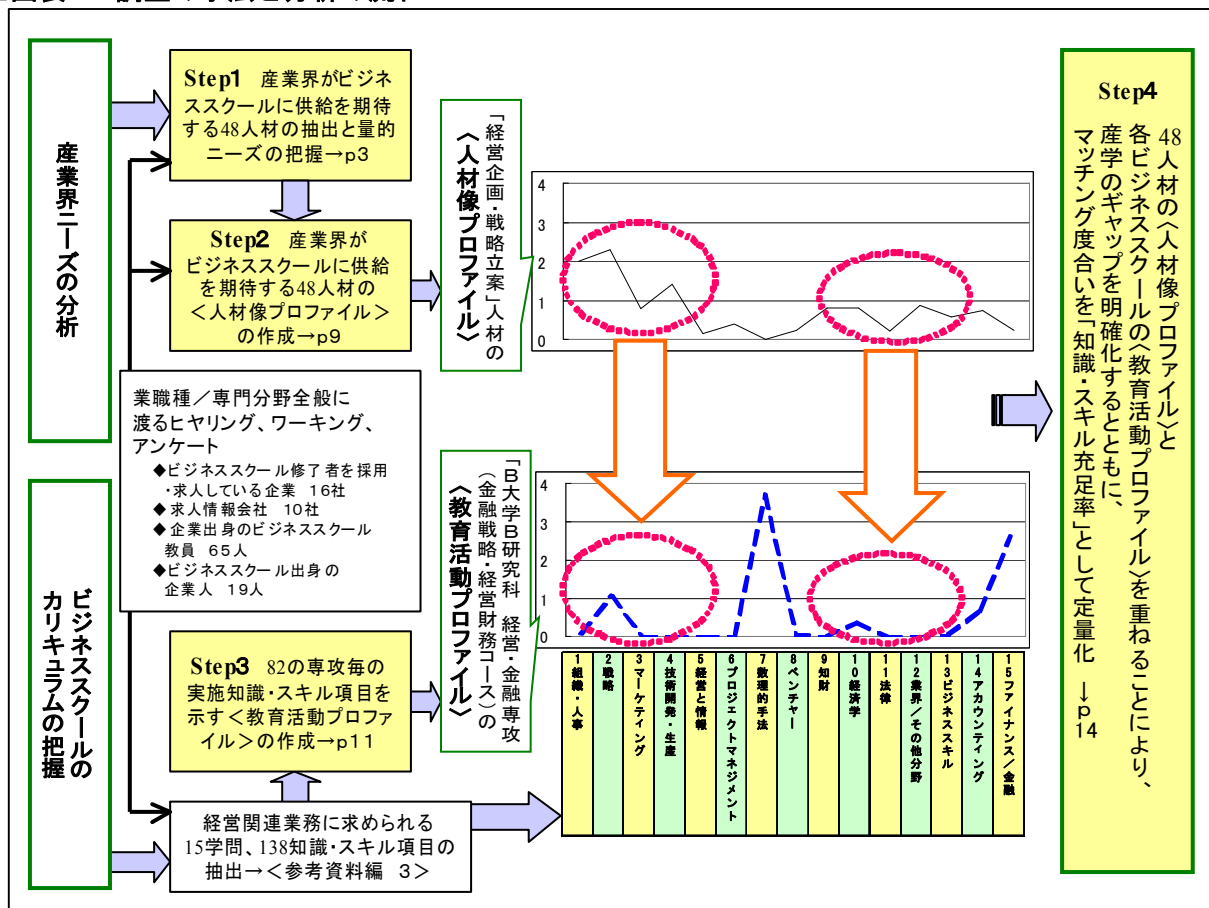 産業界ニーズの分析
ビジネススクールの
カリキュラムの把握
Step1 産業界がビジネ
ススクールに供給を期待
する48人材の抽出と量的
ニーズの把握→p3
Step2 産業界が
ビジネススクールに供給
を期待する48人材の
<人材像プロファイル>
の作成→p9
業職種／専門分野全般に
渡るヒヤリング、ワーキング、
アンケート
◆ビジネススクール修了者を採用
・求人している企業 16社
◆求人情報会社 10社
◆企業出身のビジネススクール
教員 65人
◆ビジネススクール出身の
企業人 19人
Step3 82の専攻毎の
実施知識・スキル項目を
示す<教育活動プロファ
イル>の作成→p11
経営関連業務に求められる
15学問、138知識・スキル項目の
抽出→<参考資料編 3>
「経営企画・戦略立案」人材の
〈人材像プロファイル〉
4
3
2
1
0
「B大学B研究科 経営・金融専攻
（金融戦略・経営財務コース）の
〈教育活動プロファイル〉
4
3
2
1
0
1組織・人事
2戦略
3マーケティング
4技術開発・生産
5経営と情報
6プロジェクトマネジメント
7数理的手法
8ベンチャー
9知財
10経済学
11法律
12業界／その他分野
13ビジネススキル
14アカウンティング
15ファイナンス／金融
Step4
48人材の〈人材像プロファイル〉と
各ビジネススクールの〈教育活動プロファイル〉を重ねることにより、
産学のギャップを明確化するとともに、
マッチング度合いを「知識・スキル充足率」として定量化 →p14